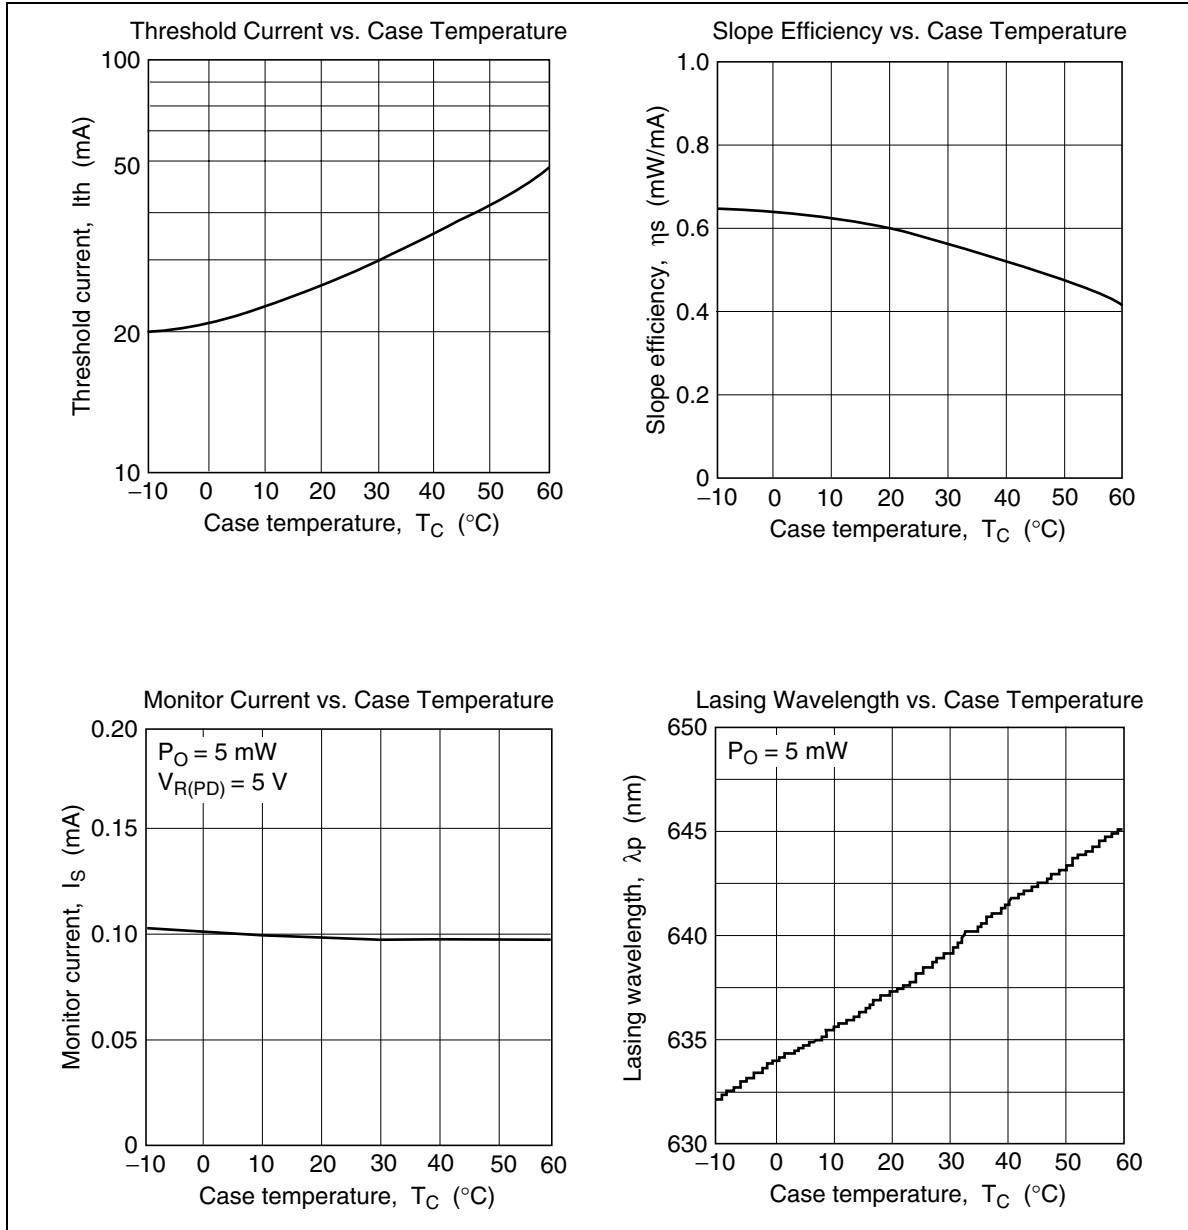 Threshold Current vs. Case Temperature
100
50
20
10
Threshold current, Ith (mA)
–10 0 10 20 30 40 50 60
Case temperature, TC (°C)
Slope Efficiency vs. Case Temperature
1.0
0.8
0.6
0.4
0.2
0
Slope efficiency, ηs (mW/mA)
–10 0 10 20 30 40 50 60
Case temperature, TC (°C)
Monitor Current vs. Case Temperature
PO = 5 mW
VR(PD) = 5 V
0.20
0.15
0.10
0.05
0
Monitor current, IS (mA)
–10 0 10 20 30 40 50 60
Case temperature, TC (°C)
Lasing Wavelength vs. Case Temperature
PO = 5 mW
650
645
640
635
630
Lasing wavelength, λp (nm)
–10 0 10 20 30 40 50 60
Case temperature, TC (°C)